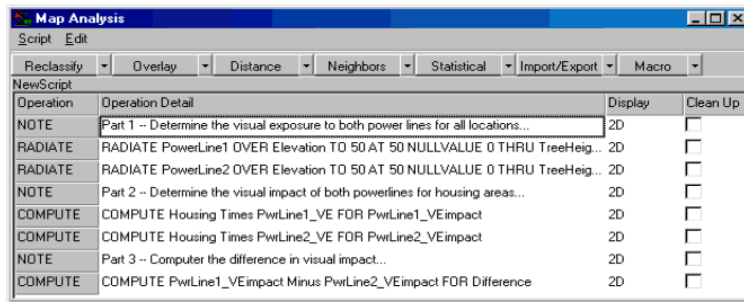 Map Analysis
Script Edit
Reclassify Overlay Distance Neighbors Statistical Import/Export Macro
NewScript
Operation Operation Detail Display Clean Up
NOTE Part 1 -- Determine the visual exposure to both power lines for all locations... 2D
RADIATE RADIATE PowerLine1 OVER Elevation TO 50 AT 50 NULLVALUE 0 THRU TreeHeig... 2D
RADIATE RADIATE PowerLine2 OVER Elevation TO 50 AT 50 NULLVALUE 0 THRU TreeHeig... 2D
NOTE Part 2 -- Determine the visual impact of both powerlines for housing areas... 2D
COMPUTE COMPUTE Housing Times PwrLine1_VE FOR PwrLine1_VEimpact 2D
COMPUTE COMPUTE Housing Times PwrLine2_VE FOR PwrLine2_VEimpact 2D
NOTE Part 3 -- Computer the difference in visual impact... 2D
COMPUTE COMPUTE PwrLine1_VEimpact Minus PwrLine2_VEimpact FOR Difference 2D